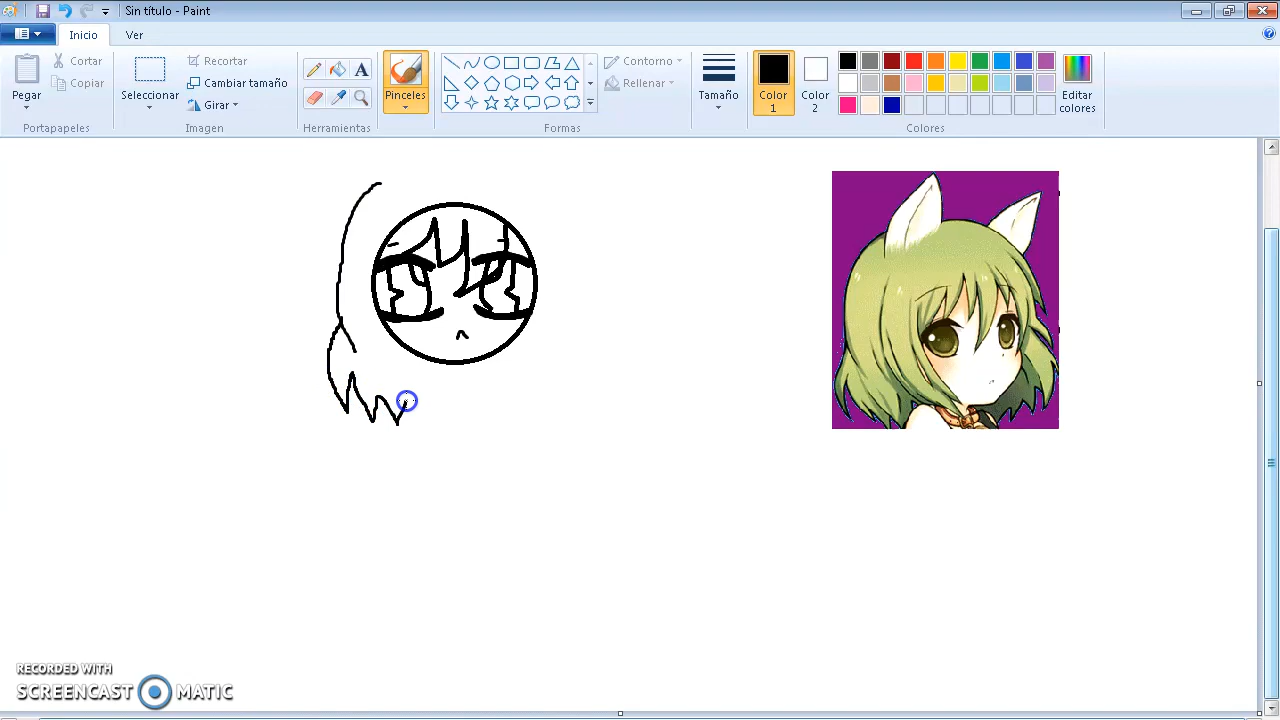 Sin título - Paint
Inicio Ver
Pegar
Cortar
Copiar
Portapapeles
Seleccionar
Cambiar tamaño
Girar
Imagen
A
Herramientas
Pinceles
Contorno
Rellenar
Formas
Tamaño
Color
1
Color
2
Editar
colores
Colores
RECORDED WITH
SCREENCAST MATIC